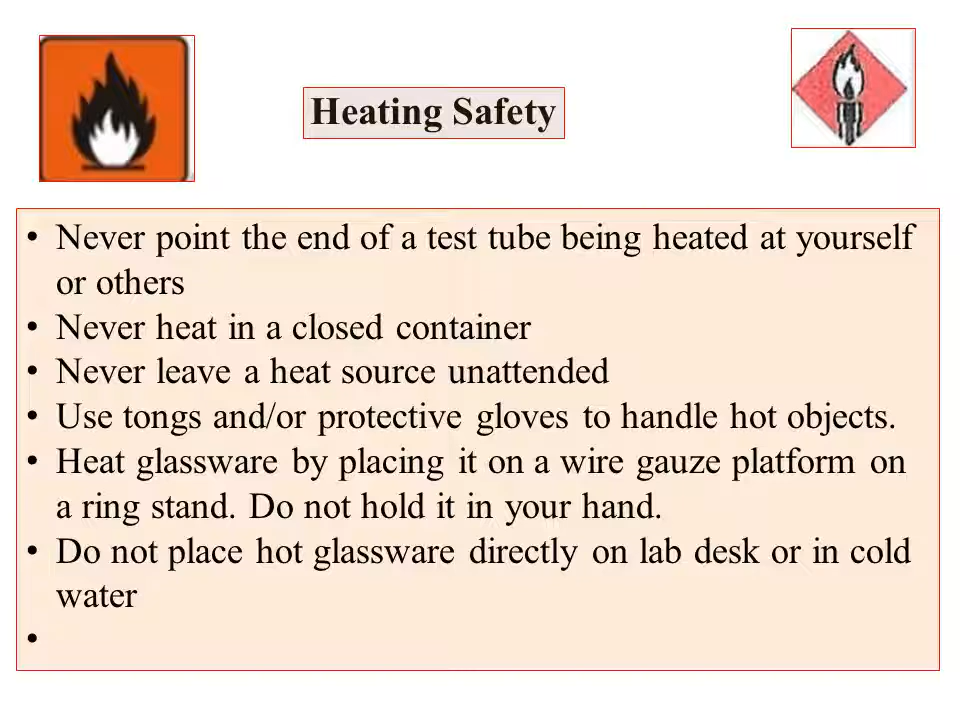 Heating Safety
• Never point the end of a test tube being heated at yourself
or others
• Never heat in a closed container
• Never leave a heat source unattended
• Use tongs and/or protective gloves to handle hot objects.
• Heat glassware by placing it on a wire gauze platform on
a ring stand. Do not hold it in your hand.
• Do not place hot glassware directly on lab desk or in cold
water
•